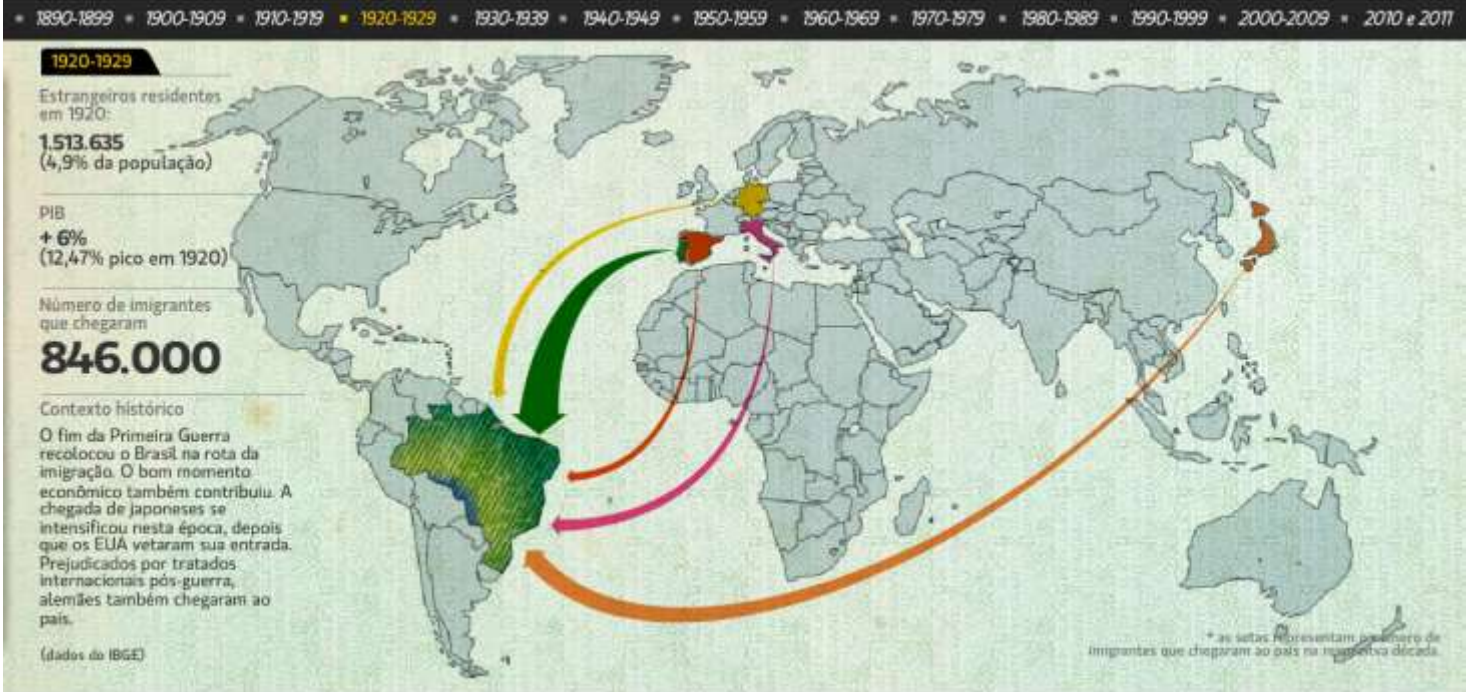 1890-1899 1900-1909 1910-1919 1920-1929 1930-1939 1940-1949 1950-1959 1960-1969 1970-1979 1980-1989 1990-1999 2000-2009 2010 e 2011
1920-1929
Estrangeiros residentes
em 1920:
1.513.635
(4,9% da população)
PIB
+ 6%
(12,47% pico em 1920)
Número de imigrantes
que chegaram
846.000
Contexto histórico
O fim da Primeira Guerra
recolocou o Brasil na rota da
imigração. O bom momento
econômico também contribuiu. A
chegada de japoneses se
intensificou nesta época, depois
que os EUA vetaram sua entrada.
Prejudicados por tratados
internacionais pós-guerra,
alemães também chegaram ao
país.
(dados do IBGE)
* as setas representam o número de
imigrantes que chegaram ao país na respectiva década.